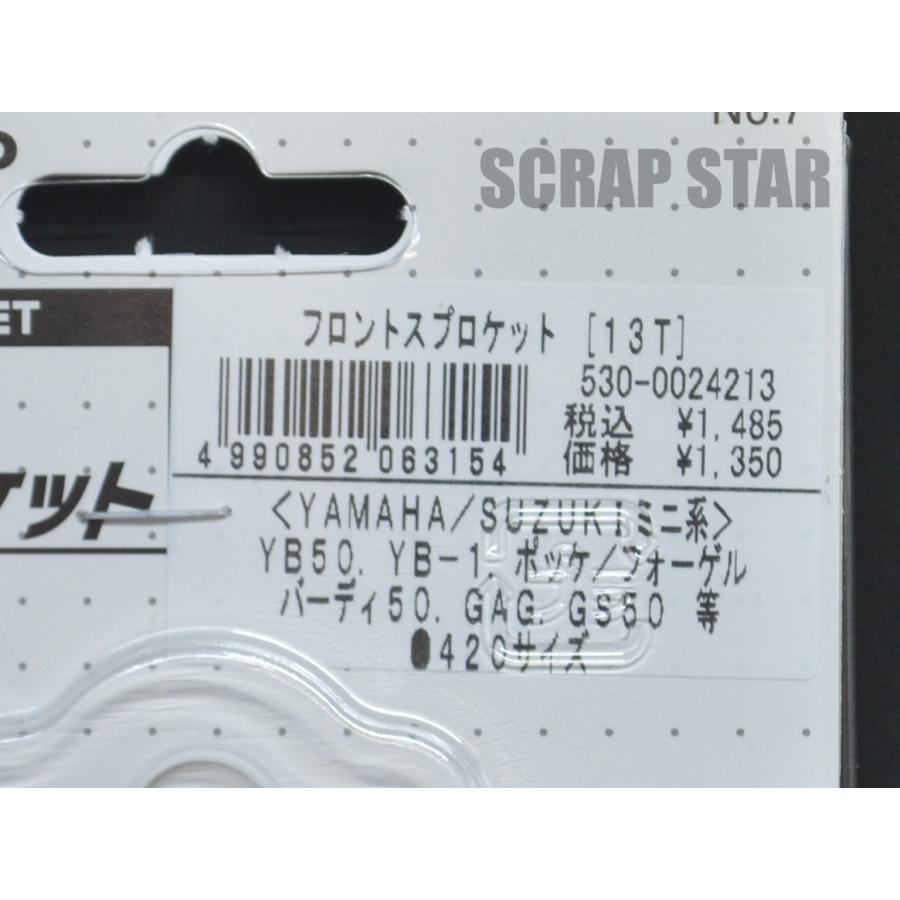 No.7
SCRAP STAR
ET
フロントスプロケット [13T]
530-0024213
税込 ¥1,485
価格 ¥1,350
4 990852 063154
ケット
<YAMAHA/SUZUKIミニ系>
YB50. YB-1. ポッケ/フォーゲル
バーディ50. GAG. GS50 等
●420サイズ